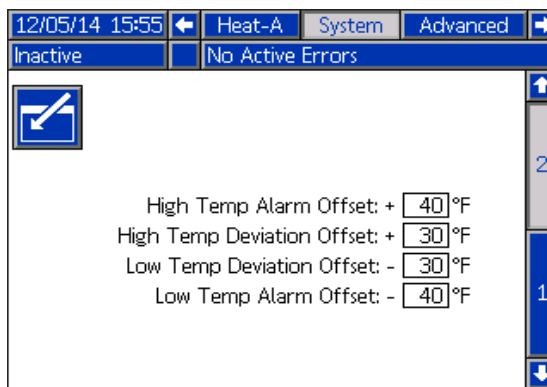 12/05/14 15:55 Heat-A System Advanced
Inactive No Active Errors
2
High Temp Alarm Offset: + 40 °F
High Temp Deviation Offset: + 30 °F
Low Temp Deviation Offset: - 30 °F
Low Temp Alarm Offset: - 40 °F
1